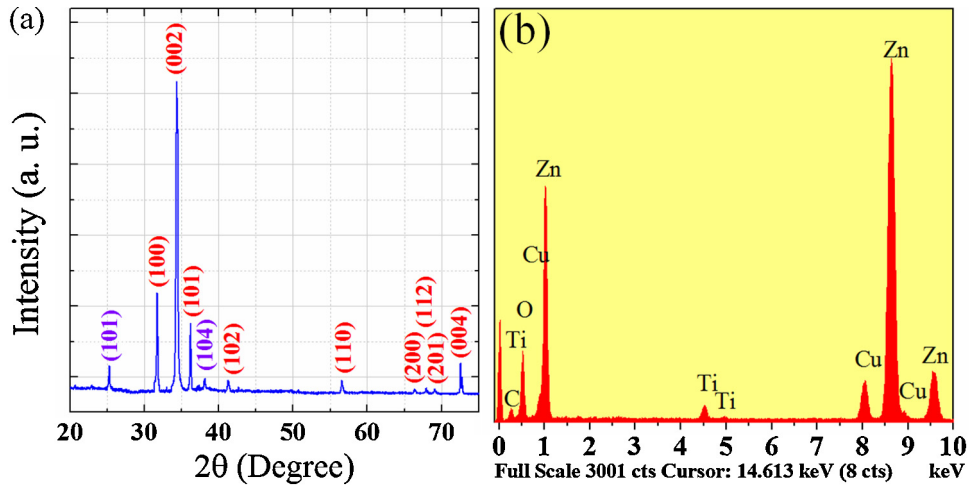 (a)
Intensity (a. u.)
(101)
(100)
(002)
(101)
(104)
(102)
(110)
(200)
(112)
(201)
(004)
20 30 40 50 60 70
2θ (Degree)
(b)
Ti
C
O
Cu
Zn
Ti
Ti
Cu
Zn
Cu
Zn
0 1 2 3 4 5 6 7 8 9 10
Full Scale 3001 cts Cursor: 14.613 keV (8 cts) keV